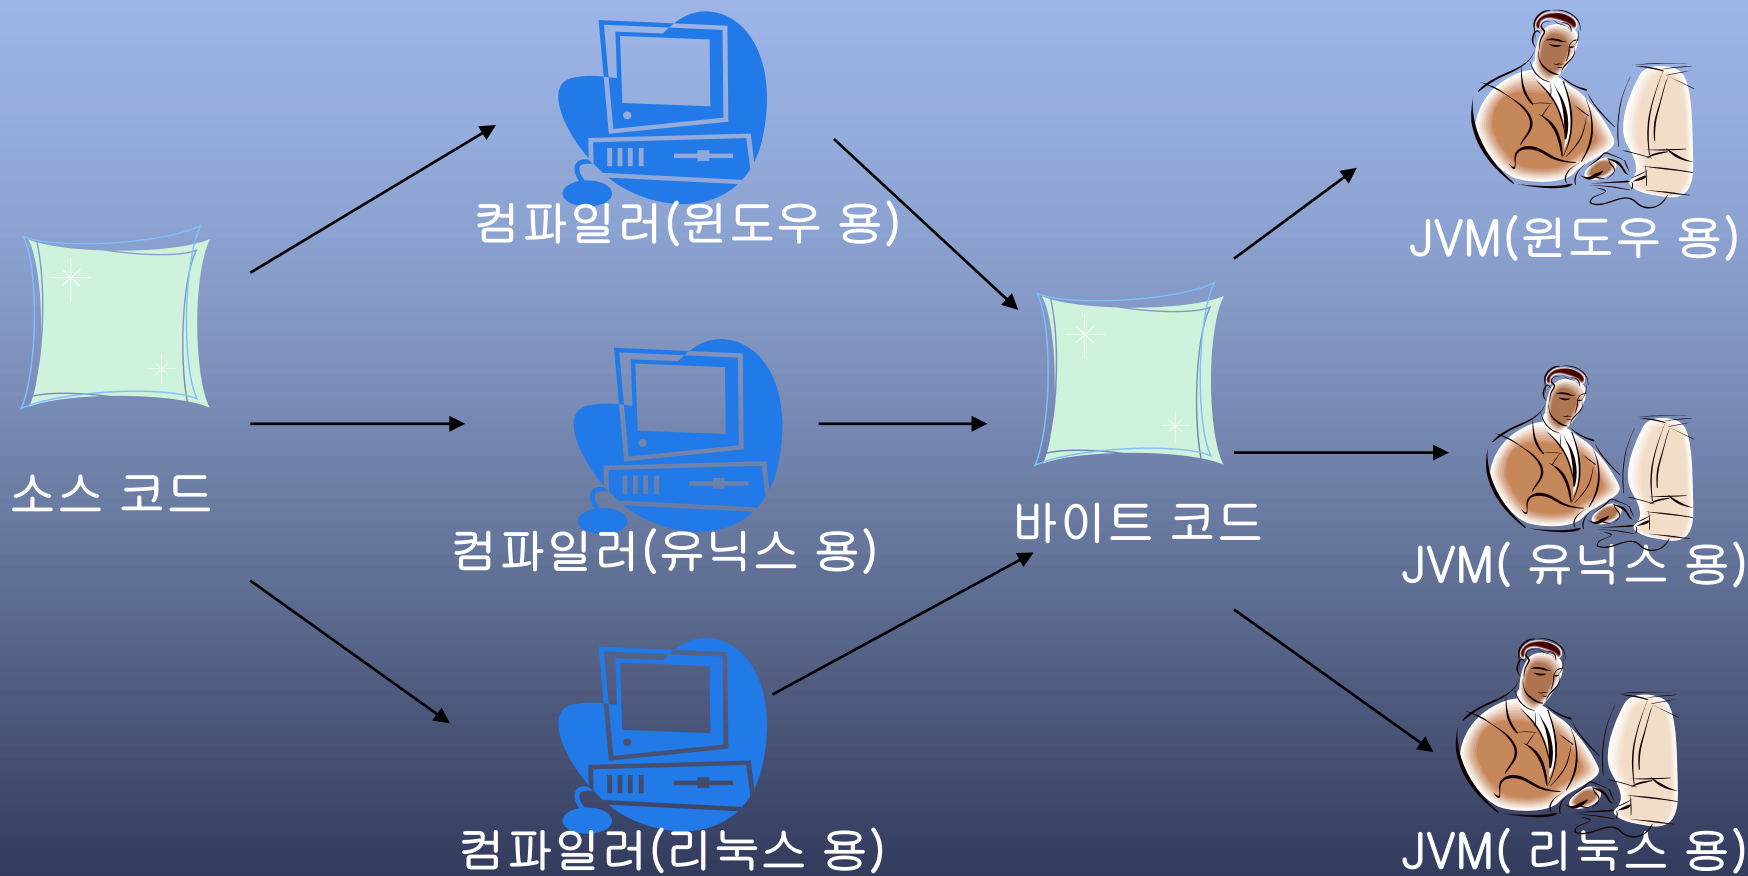 컴파일러(윈도우 용)
JVM(윈도우 용)
소스 코드
바이트 코드
컴파일러(유닉스 용)
JVM( 유닉스 용)
컴파일러(리눅스 용)
JVM( 리눅스 용)